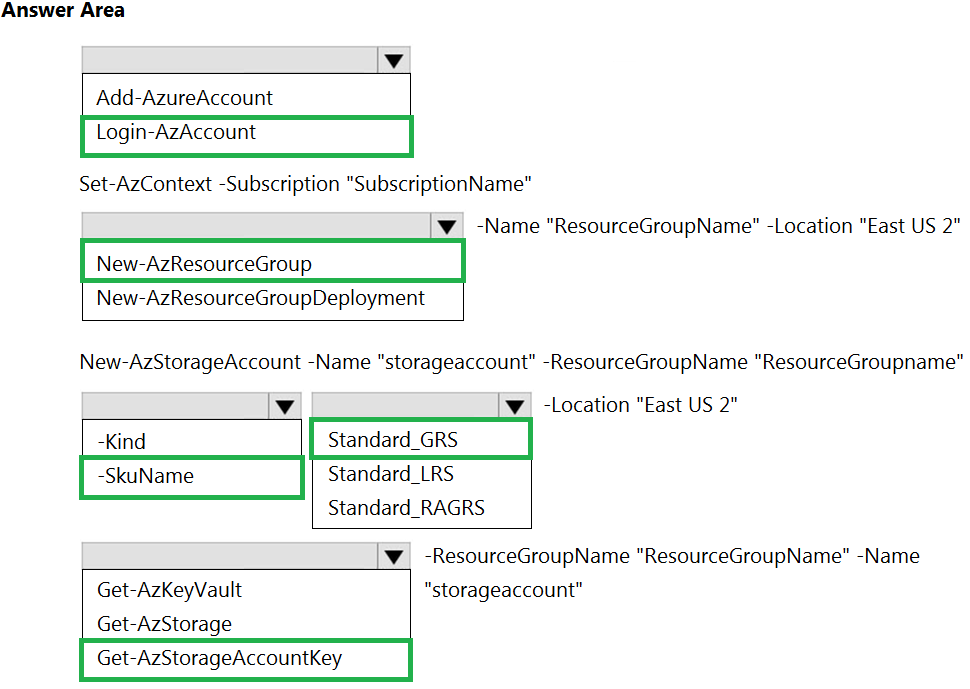 Answer Area
Add-AzureAccount
Login-AzAccount
Set-AzContext -Subscription "SubscriptionName"
-Name "ResourceGroupName" -Location "East US 2"
New-AzResourceGroup
New-AzResourceGroupDeployment
New-AzStorageAccount -Name "storageaccount" -ResourceGroupName "ResourceGroupname"
-Location "East US 2"
-Kind
-SkuName
Standard_GRS
Standard_LRS
Standard_RAGRS
-ResourceGroupName "ResourceGroupName" -Name
"storageaccount"
Get-AzKeyVault
Get-AzStorage
Get-AzStorageAccountKey